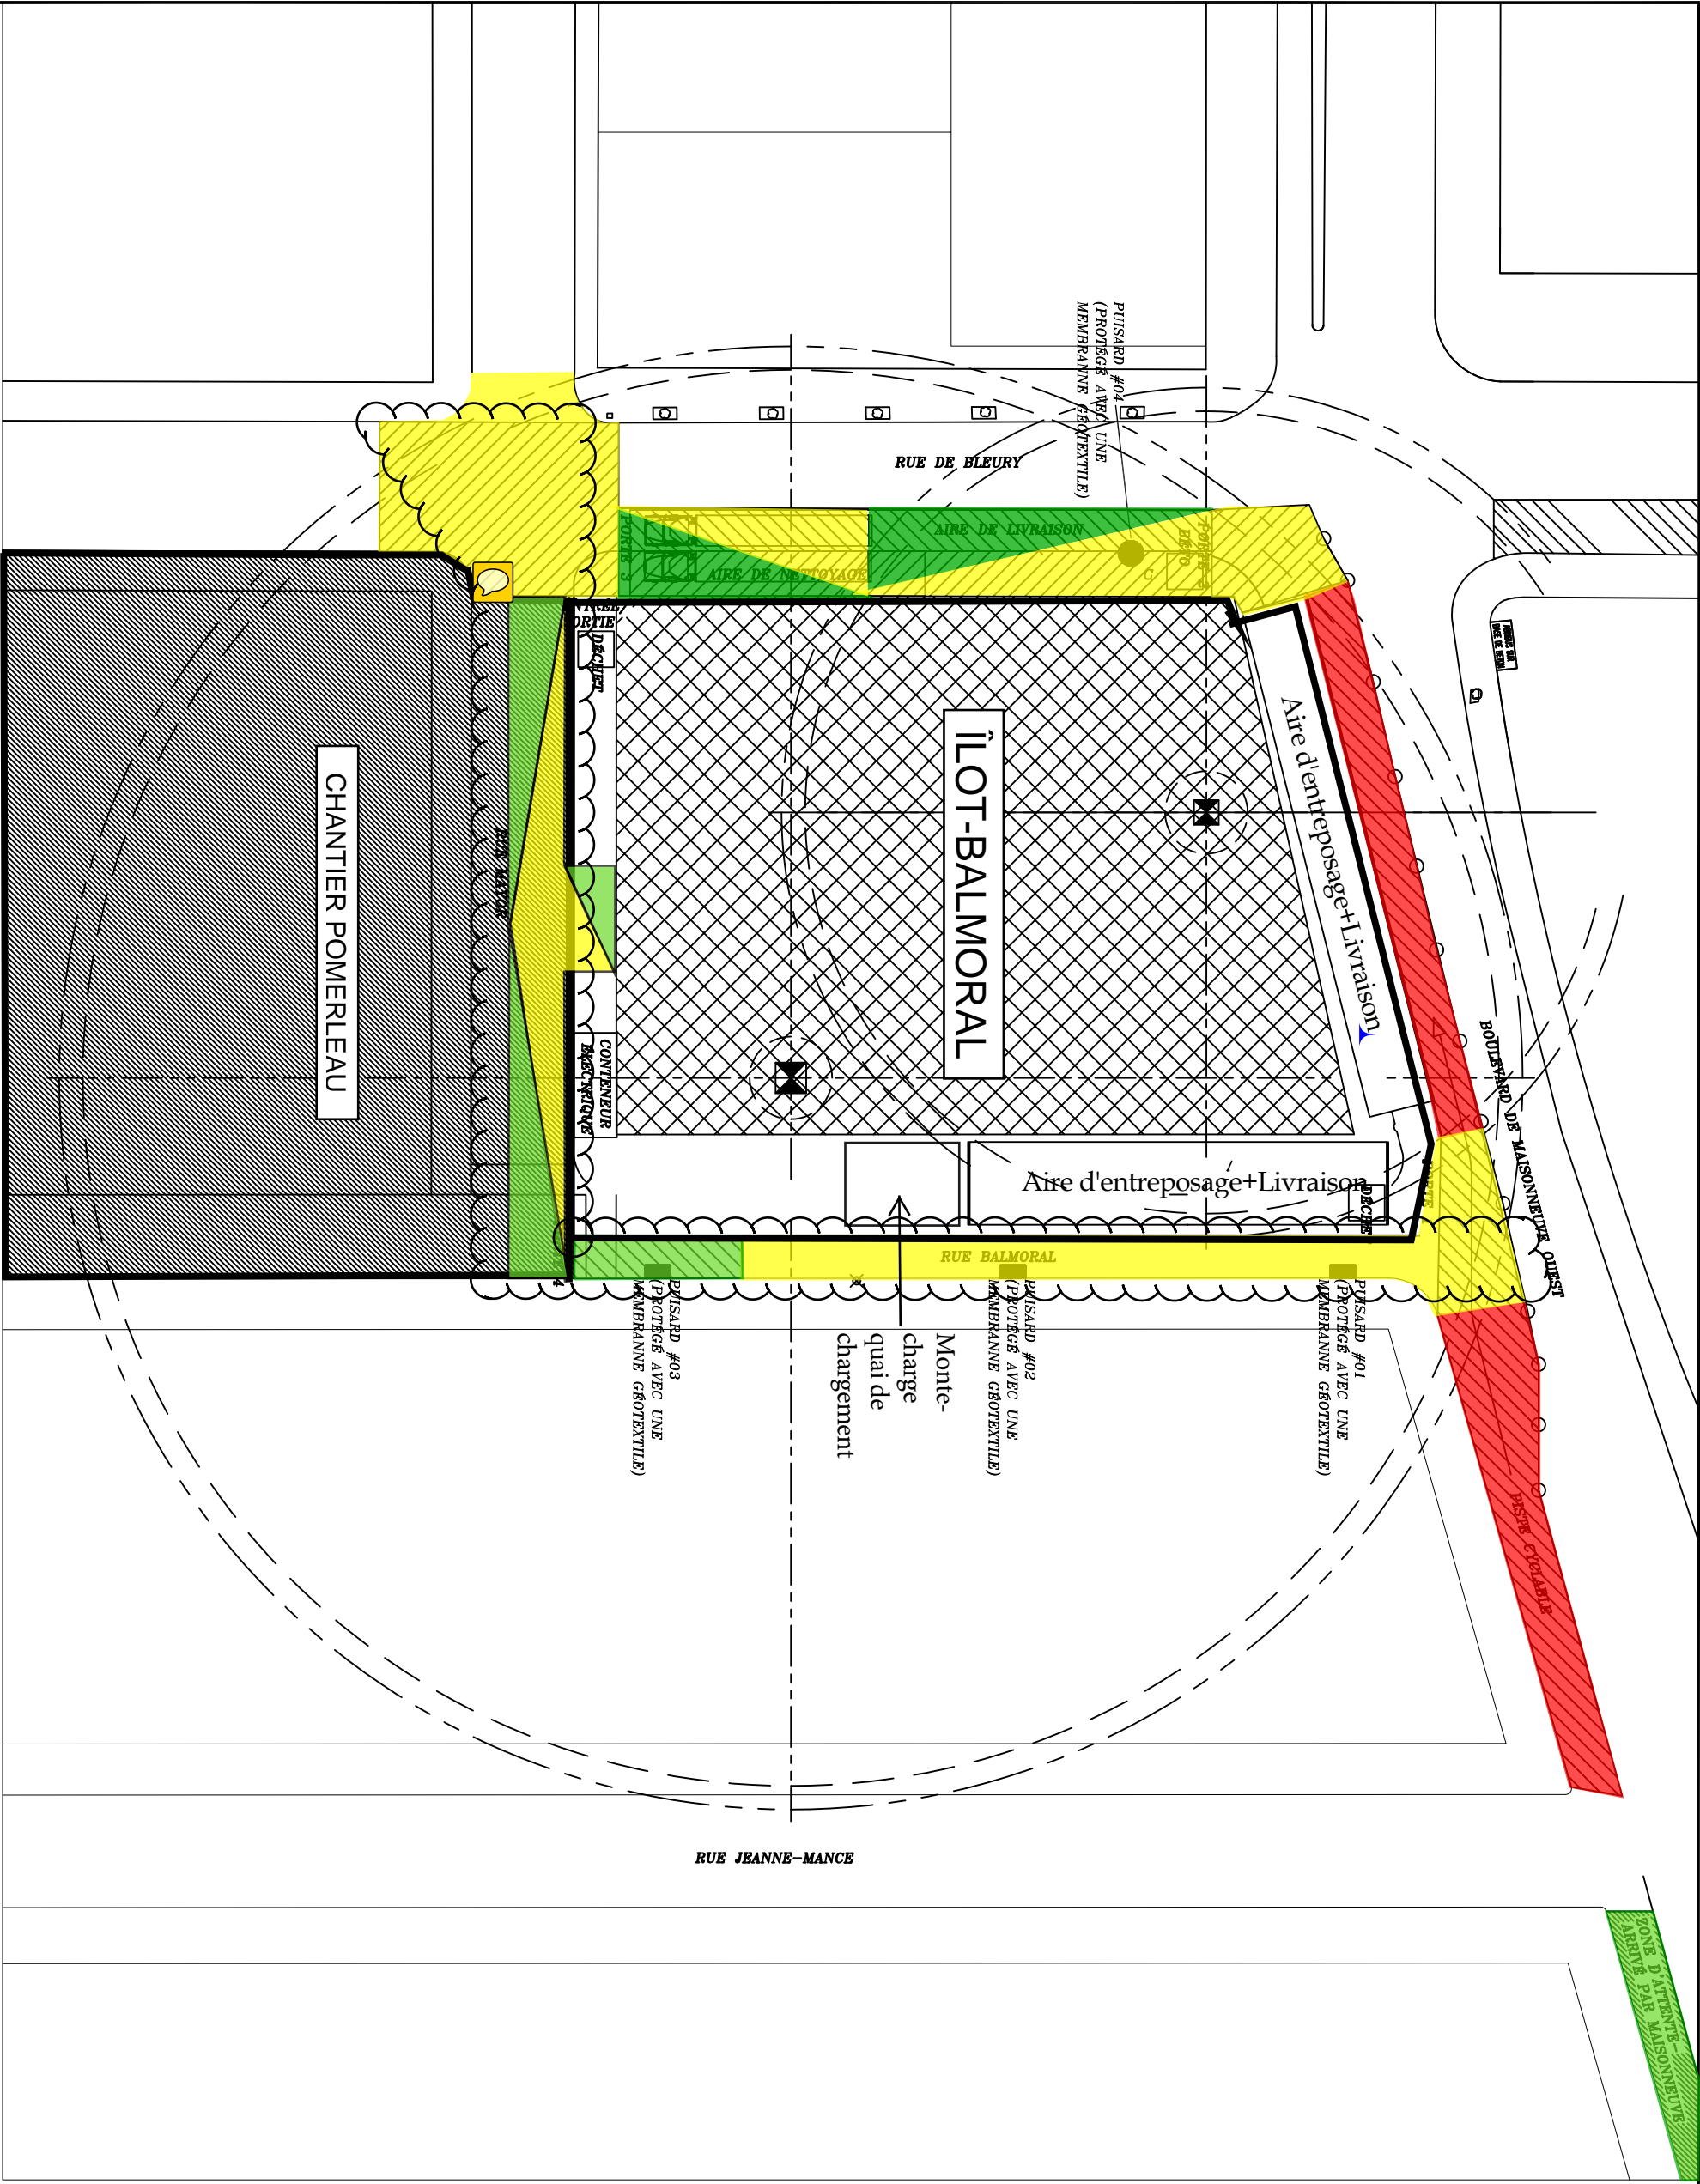 PUISARD #04
(PROTÉGÉ AVEC UNE
MEMBRANNE GÉOTEXTILE)
RUE DE BLEURY
AIRE DE LIVRAISON
PORTE 3
AIRE DE NETTOYAGE
G
DÉCHET
ÎLOT-BALMORAL
Aire d'entreposage+Livraison
CHANTIER POMERLEAU
RUE MAYOR
CONTENEUR
ÉLECTRIQUE
BOULEVARD DE MAISONNEUVE OUEST
Aire d'entreposage+Livraison
DÉCHET
RUE BALMORAL
PUISARD #03
(PROTÉGÉ AVEC UNE
MEMBRANNE GÉOTEXTILE)
Monte-
charge
quai de
chargement
PUISARD #02
(PROTÉGÉ AVEC UNE
MEMBRANNE GÉOTEXTILE)
PUISARD #01
(PROTÉGÉ AVEC UNE
MEMBRANNE GÉOTEXTILE)
PISTE CYCLABLE
RUE JEANNE-MANCE
ZONE D'ATTENTE-
ARRIVÉ PAR MAISONNEUVE